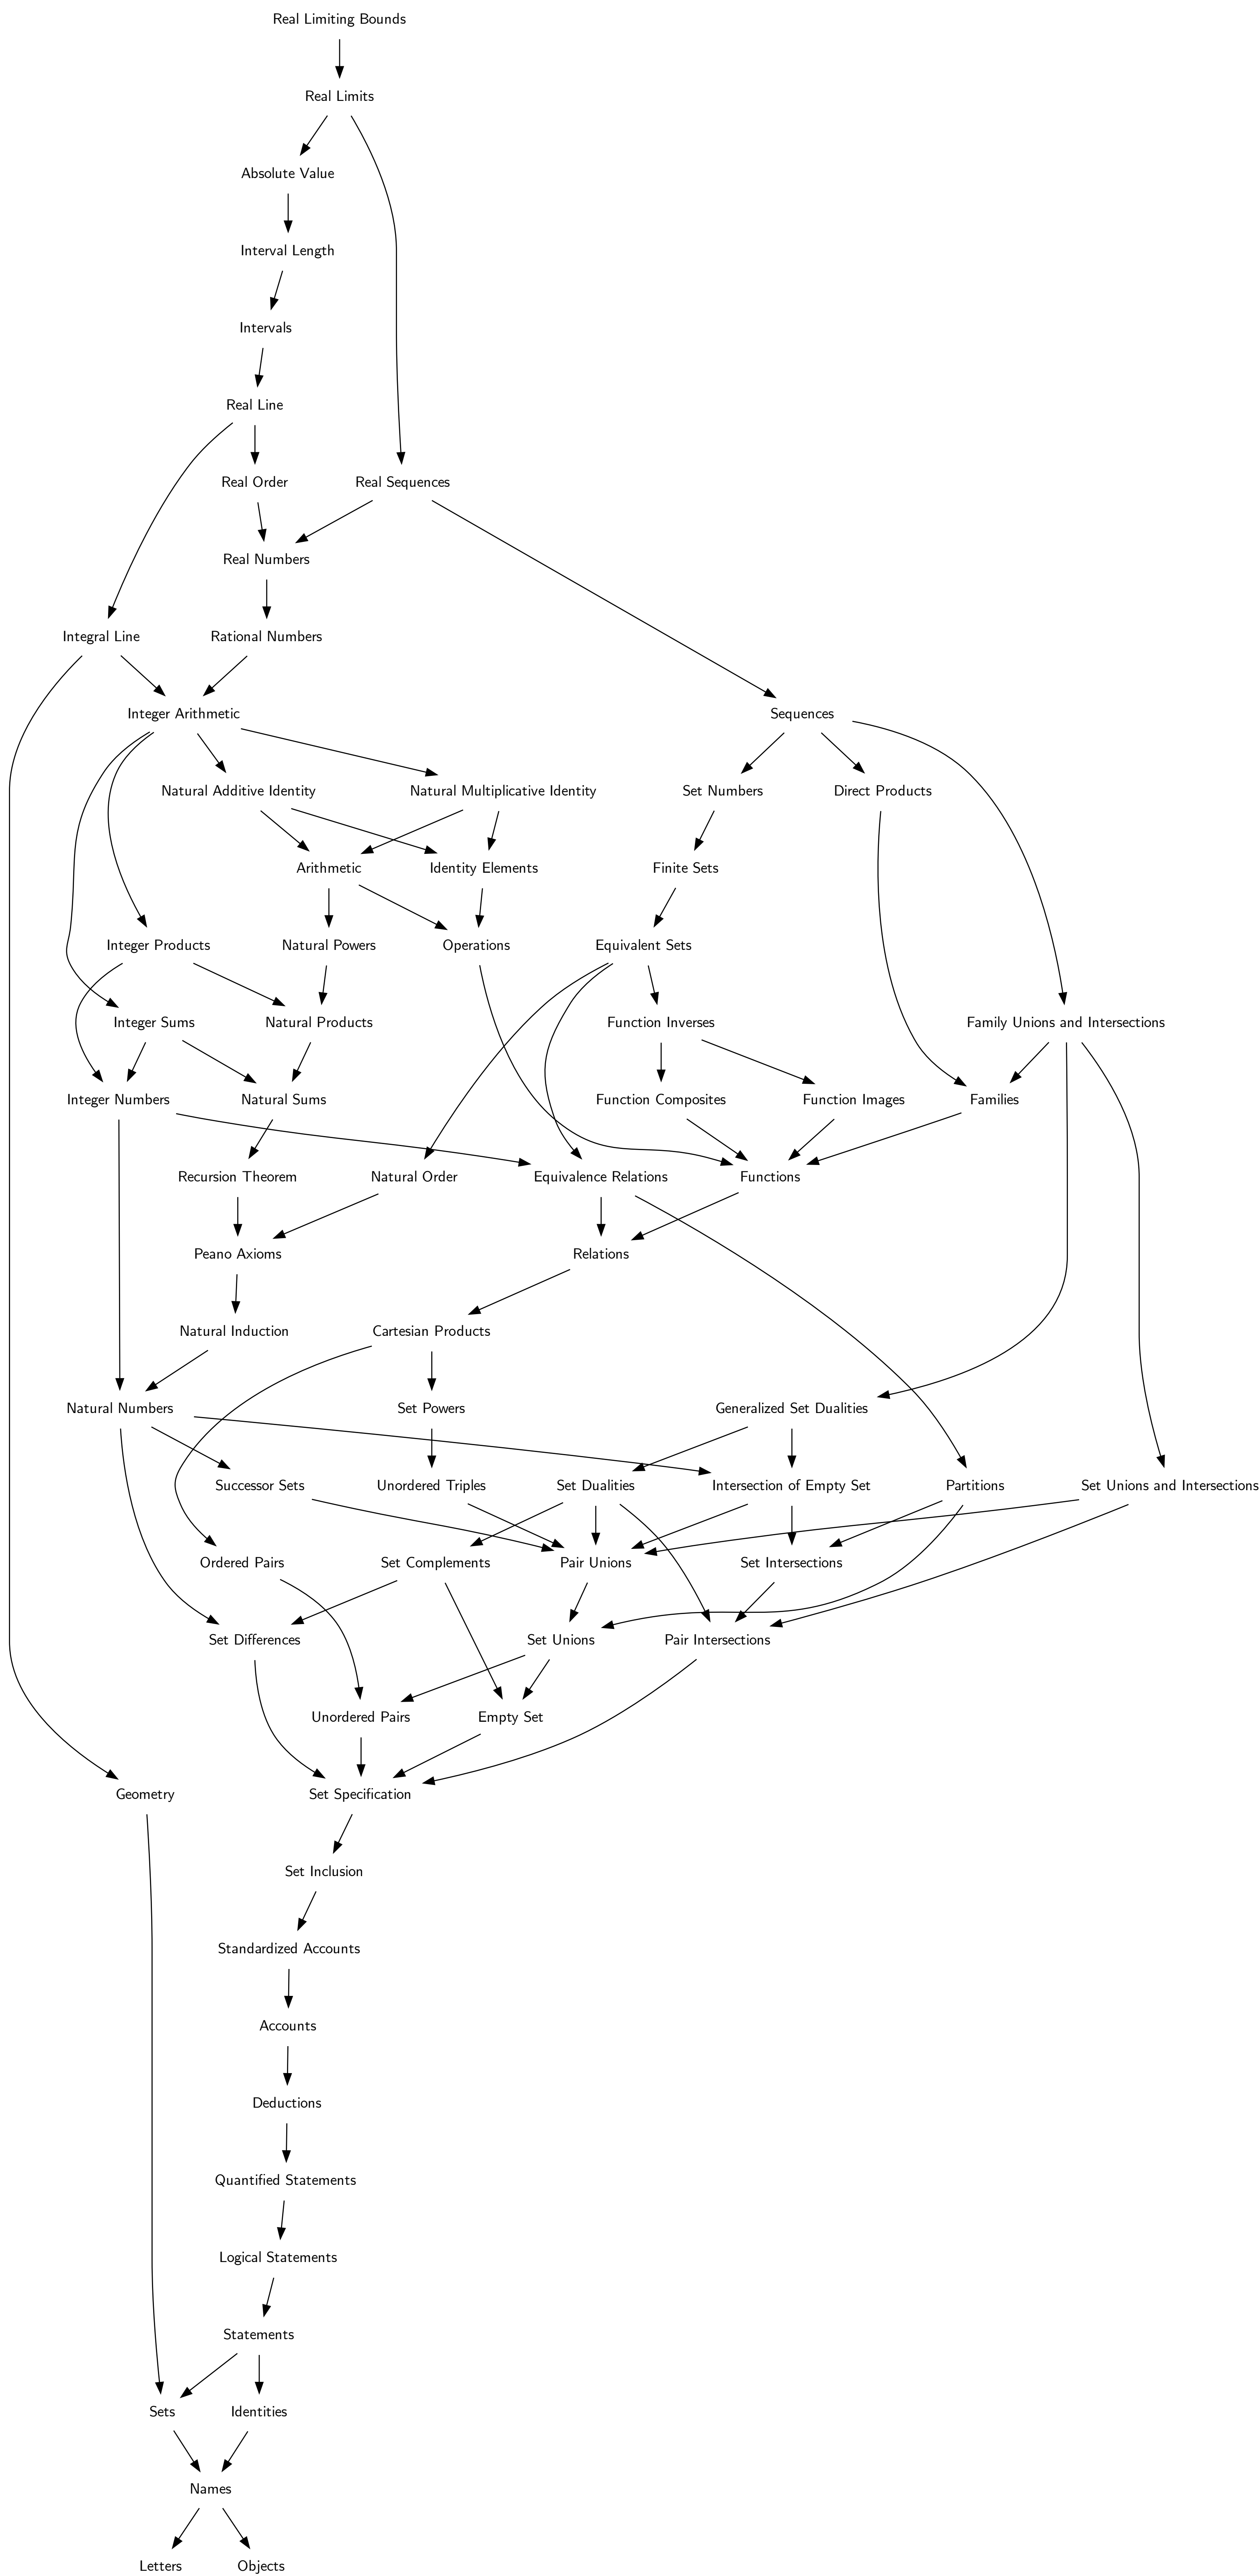 Real Limiting Bounds
Real Limits
Absolute Value
Interval Length
Intervals
Real Line
Real Order
Real Sequences
Real Numbers
Integral Line
Rational Numbers
Integer Arithmetic
Sequences
Natural Additive Identity
Natural Multiplicative Identity
Set Numbers
Direct Products
Arithmetic
Identity Elements
Finite Sets
Integer Products
Natural Powers
Operations
Equivalent Sets
Integer Sums
Natural Products
Function Inverses
Family Unions and Intersections
Integer Numbers
Natural Sums
Function Composites
Function Images
Families
Recursion Theorem
Natural Order
Equivalence Relations
Functions
Peano Axioms
Relations
Natural Induction
Cartesian Products
Natural Numbers
Set Powers
Generalized Set Dualities
Successor Sets
Unordered Triples
Set Dualities
Intersection of Empty Set
Partitions
Set Unions and Intersections
Ordered Pairs
Set Complements
Pair Unions
Set Intersections
Set Differences
Set Unions
Pair Intersections
Unordered Pairs
Empty Set
Geometry
Set Specification
Set Inclusion
Standardized Accounts
Accounts
Deductions
Quantified Statements
Logical Statements
Statements
Sets
Identities
Names
Letters
Objects